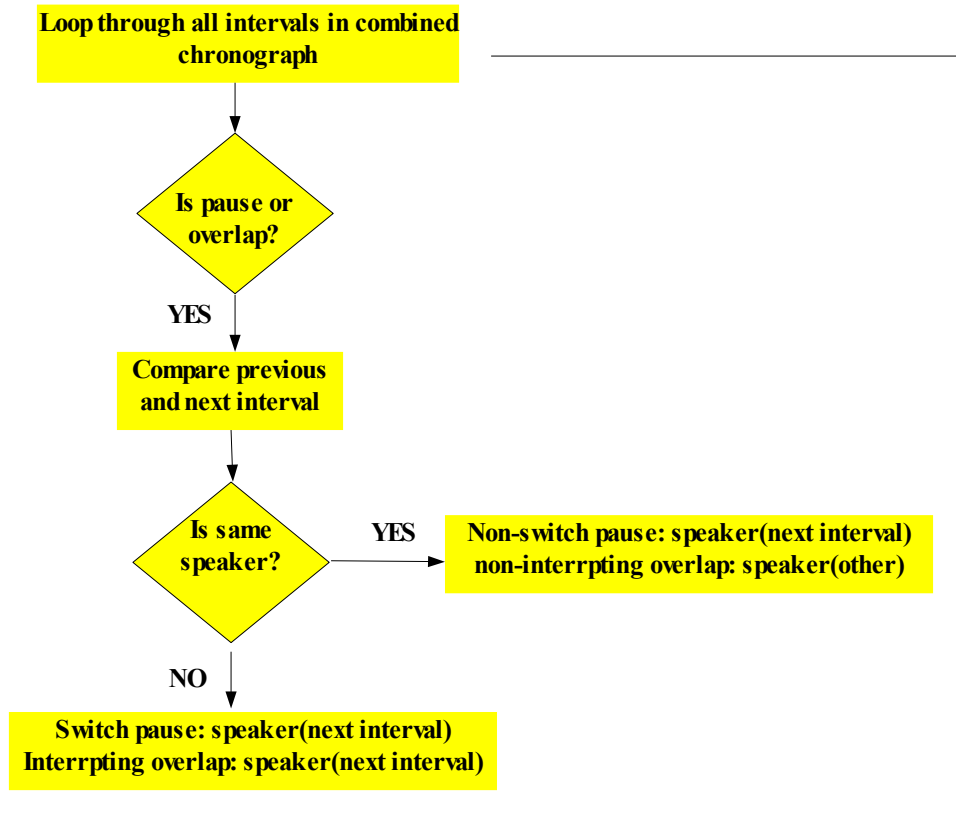 Loop through all intervals in combined
chronograph
Is pause or
overlap?
YES
Compare previous
and next interval
Is same
speaker?
YES
Non-switch pause: speaker(next interval)
non-interrpting overlap: speaker(other)
NO
Switch pause: speaker(next interval)
Interrpting overlap: speaker(next interval)